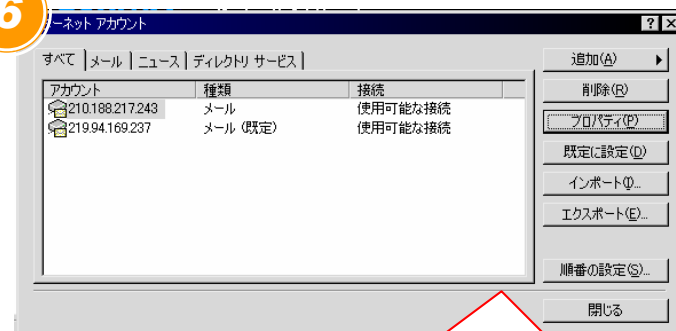 6
ーネット アカウント
すべて メール ニュース ディレクトリ サービス
アカウント 種類 接続
210.188.217.243 メール 使用可能な接続
219.94.169.237 メール (既定) 使用可能な接続
追加(A)
削除(R)
プロパティ(P)
既定に設定(D)
インポート(I)...
エクスポート(E)...
順番の設定(S)...
閉じる